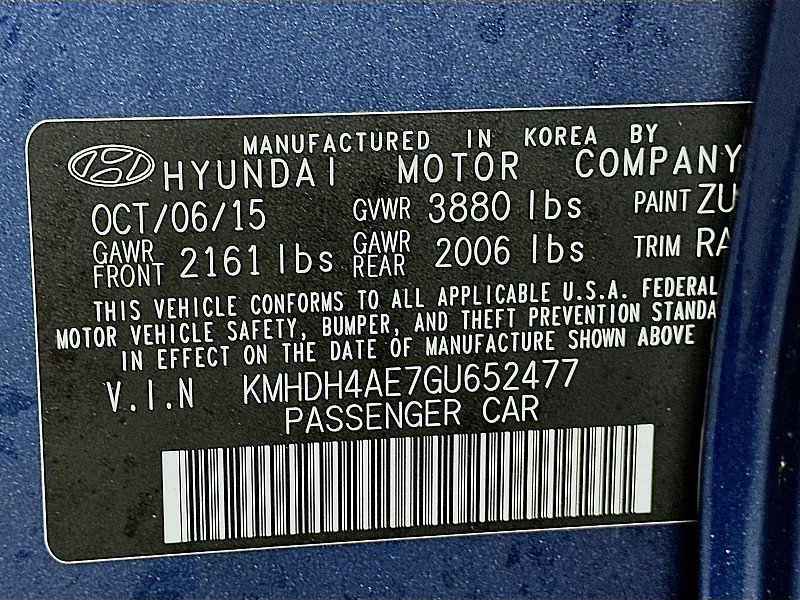 MANUFACTURED IN KOREA BY
HYUNDAI MOTOR COMPANY
OCT/06/15 GVWR 3880 lbs PAINT ZU
GAWR FRONT 2161 lbs GAWR REAR 2006 lbs TRIM RA
THIS VEHICLE CONFORMS TO ALL APPLICABLE U.S.A. FEDERAL
MOTOR VEHICLE SAFETY, BUMPER, AND THEFT PREVENTION STANDA
IN EFFECT ON THE DATE OF MANUFACTURE SHOWN ABOVE
V.I.N KMHDH4AE7GU652477
PASSENGER CAR